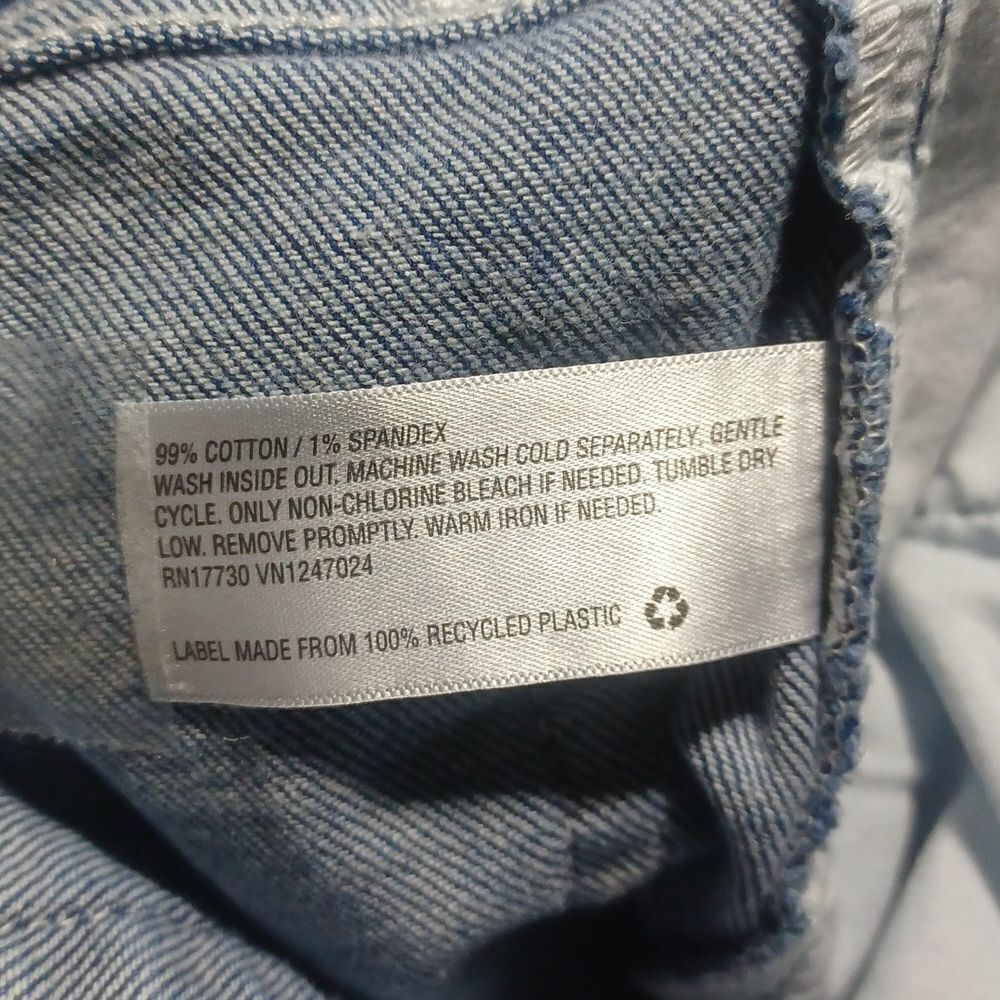 99% COTTON / 1% SPANDEX
WASH INSIDE OUT. MACHINE WASH COLD SEPARATELY. GENTLE
CYCLE. ONLY NON-CHLORINE BLEACH IF NEEDED. TUMBLE DRY
LOW. REMOVE PROMPTLY. WARM IRON IF NEEDED.
RN17730 VN1247024
LABEL MADE FROM 100% RECYCLED PLASTIC